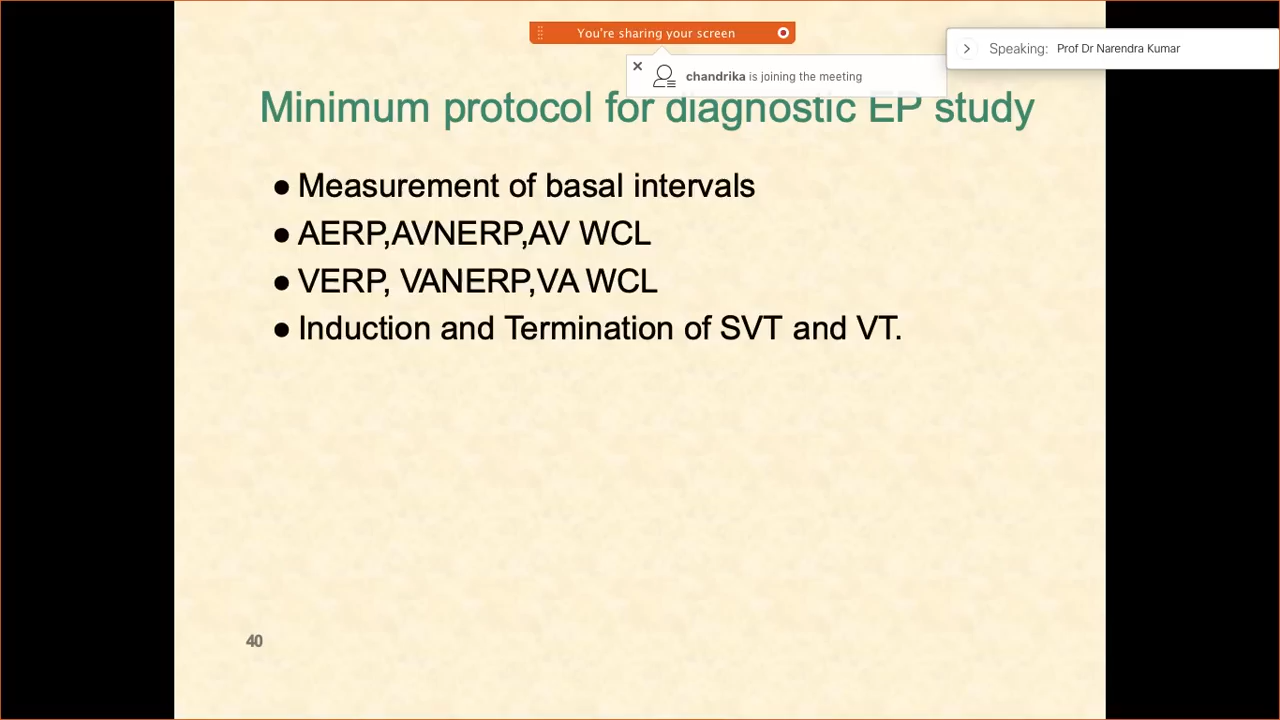 You're sharing your screen
Speaking: Prof Dr Narendra Kumar
chandrika is joining the meeting
Minimum protocol for diagnostic EP study
● Measurement of basal intervals
● AERP,AVNERP,AV WCL
● VERP, VANERP,VA WCL
● Induction and Termination of SVT and VT.
40